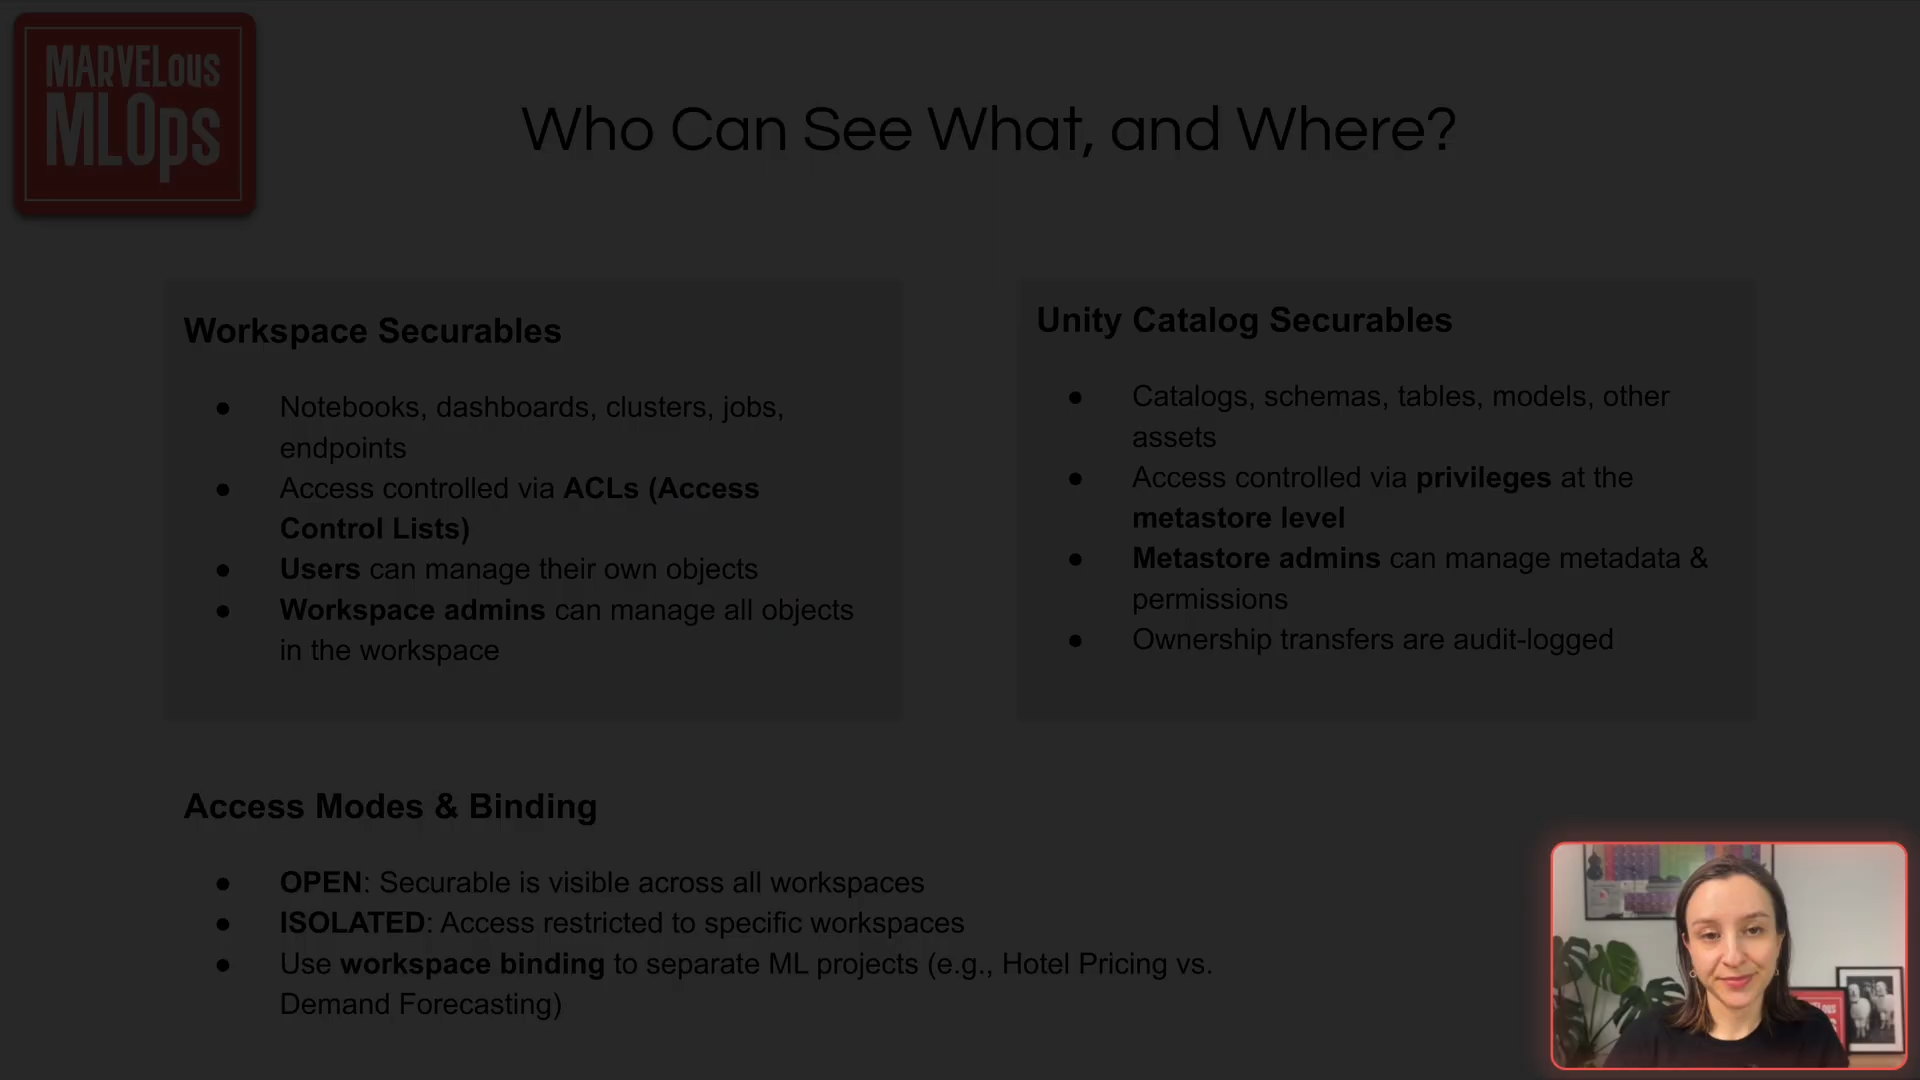 MARVELous
MLOps
Who Can See What, and Where?
Workspace Securables
● Notebooks, dashboards, clusters, jobs,
endpoints
● Access controlled via ACLs (Access
Control Lists)
● Users can manage their own objects
● Workspace admins can manage all objects
in the workspace
Unity Catalog Securables
● Catalogs, schemas, tables, models, other
assets
● Access controlled via privileges at the
metastore level
● Metastore admins can manage metadata &
permissions
● Ownership transfers are audit-logged
Access Modes & Binding
● OPEN: Securable is visible across all workspaces
● ISOLATED: Access restricted to specific workspaces
● Use workspace binding to separate ML projects (e.g., Hotel Pricing vs.
Demand Forecasting)